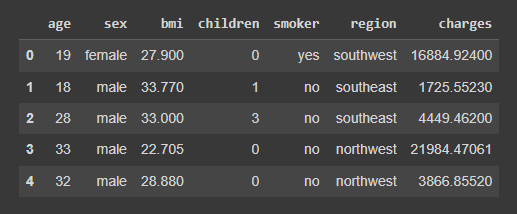 age sex bmi children smoker region charges
0 19 female 27.900 0 yes southwest 16884.92400
1 18 male 33.770 1 no southeast 1725.55230
2 28 male 33.000 3 no southeast 4449.46200
3 33 male 22.705 0 no northwest 21984.47061
4 32 male 28.880 0 no northwest 3866.85520